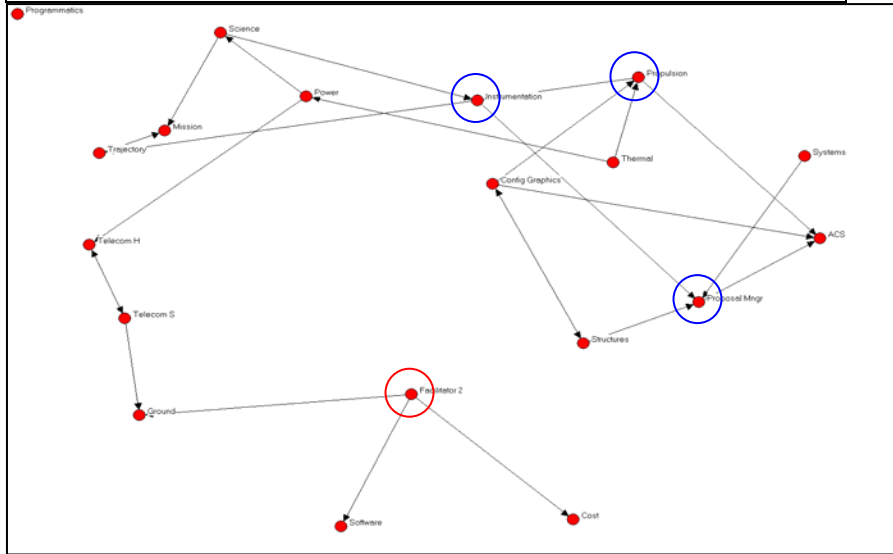 Programmatics
Science
Propulsion
Power
Instrumentation
Mission
Trajectory
Systems
Thermal
Config Graphics
ACS
Telecom H
Proposal Mngr
Telecom S
Structures
Facilitator 2
Ground
Cost
Software